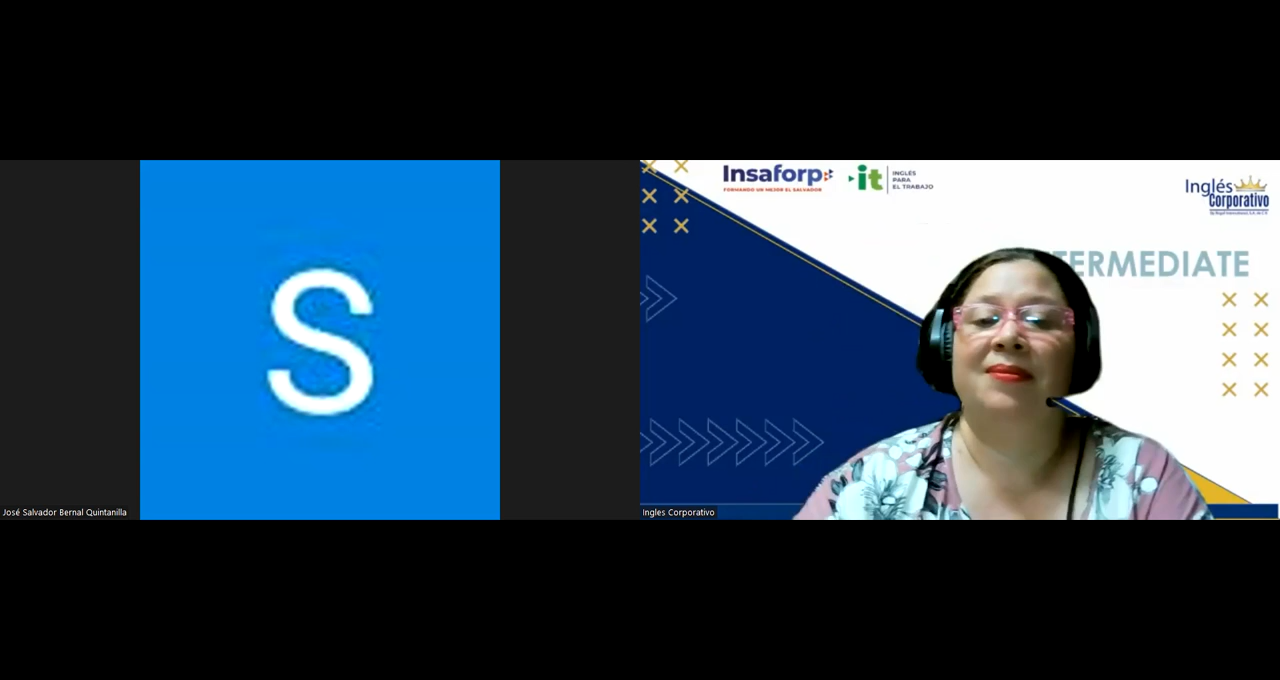 S
José Salvador Bernal Quintanilla
Insaforp
FORMANDO UN MEJOR EL SALVADOR
it
INGLÉS
PARA
EL TRABAJO
Inglés
Corporativo
TERMEDIATE
Ingles Corporativo